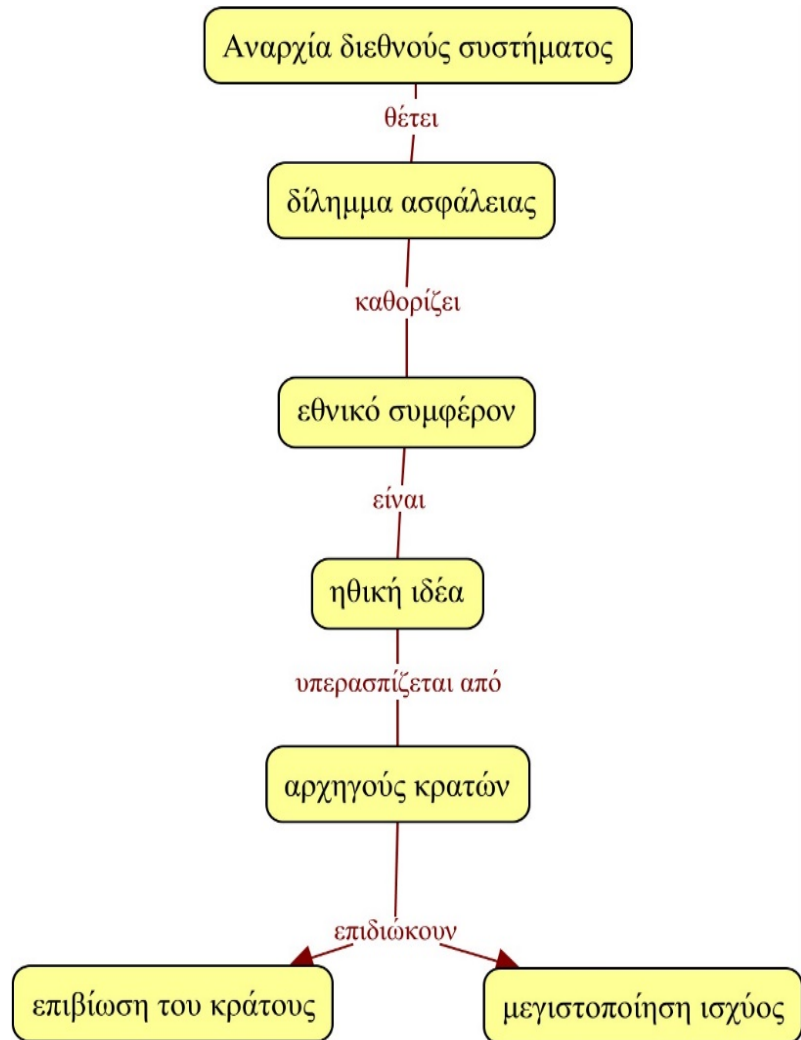 Αναρχία διεθνούς συστήματος
θέτει
δίλημμα ασφάλειας
καθορίζει
εθνικό συμφέρον
είναι
ηθική ιδέα
υπερασπίζεται από
αρχηγούς κρατών
επιδιώκουν
επιβίωση του κράτους
μεγιστοποίηση ισχύος